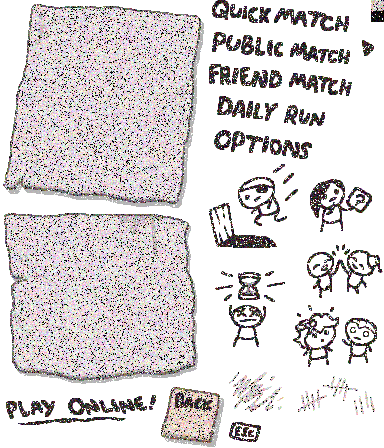 QUICK MATCH
PUBLIC MATCH
FRIEND MATCH
DAILY RUN
OPTIONS
?
PLAY ONLINE!
BACK
ESC